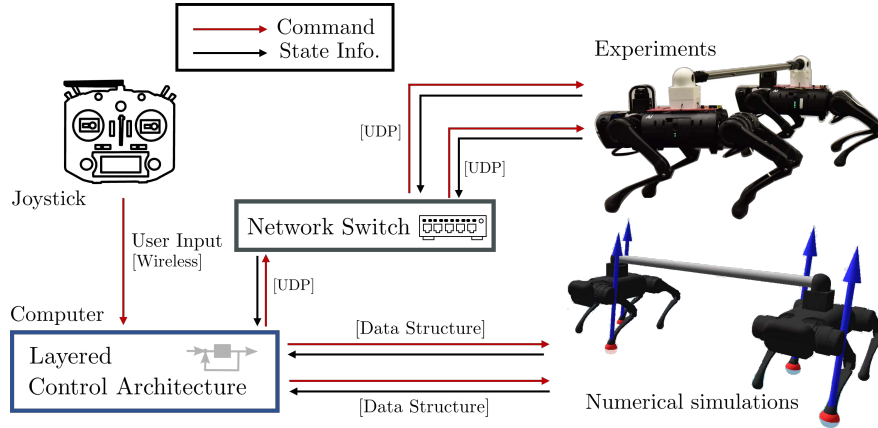 Command
State Info.
Experiments
[UDP]
[UDP]
Joystick
Network Switch
User Input
[Wireless]
[UDP]
Computer
Layered
Control Architecture
[Data Structure]
[Data Structure]
Numerical simulations